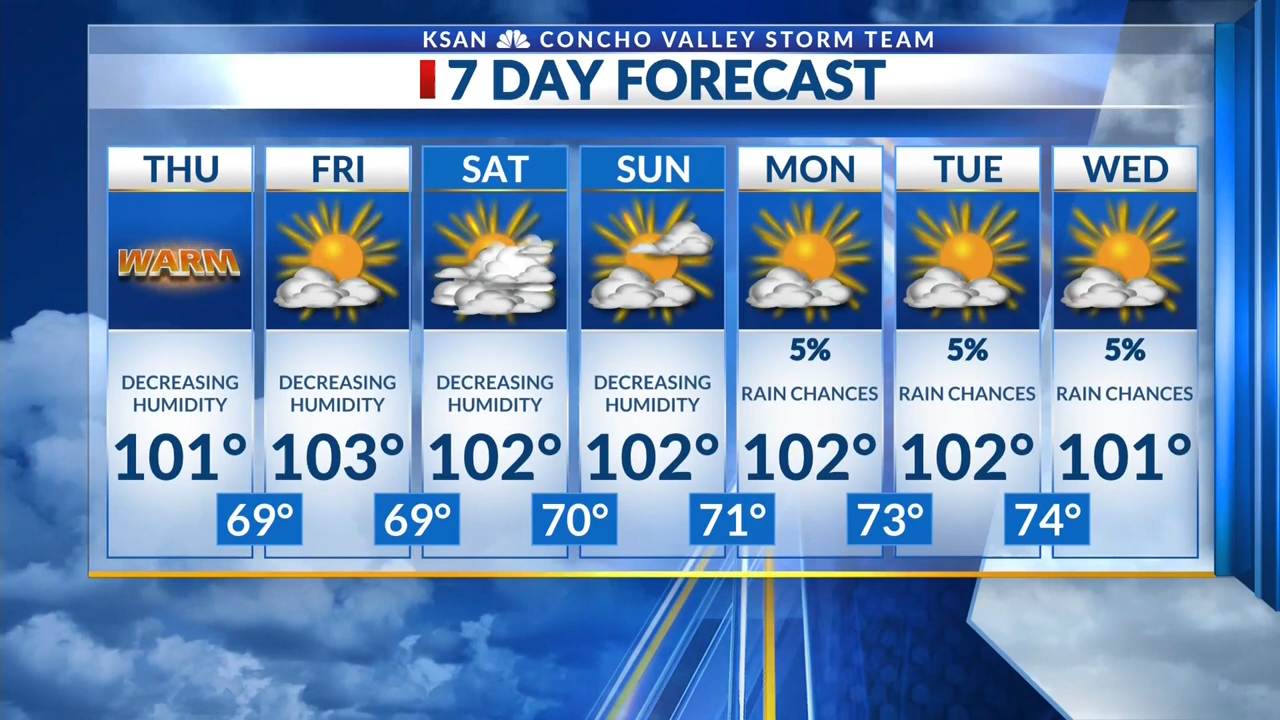 KSAN CONCHO VALLEY STORM TEAM
7 DAY FORECAST
THU FRI SAT SUN MON TUE WED
WARM
5% 5% 5%
DECREASING DECREASING DECREASING DECREASING
HUMIDITY HUMIDITY HUMIDITY HUMIDITY
RAIN CHANCES RAIN CHANCES RAIN CHANCES
101° 103° 102° 102° 102° 102° 101°
69° 69° 70° 71° 73° 74°